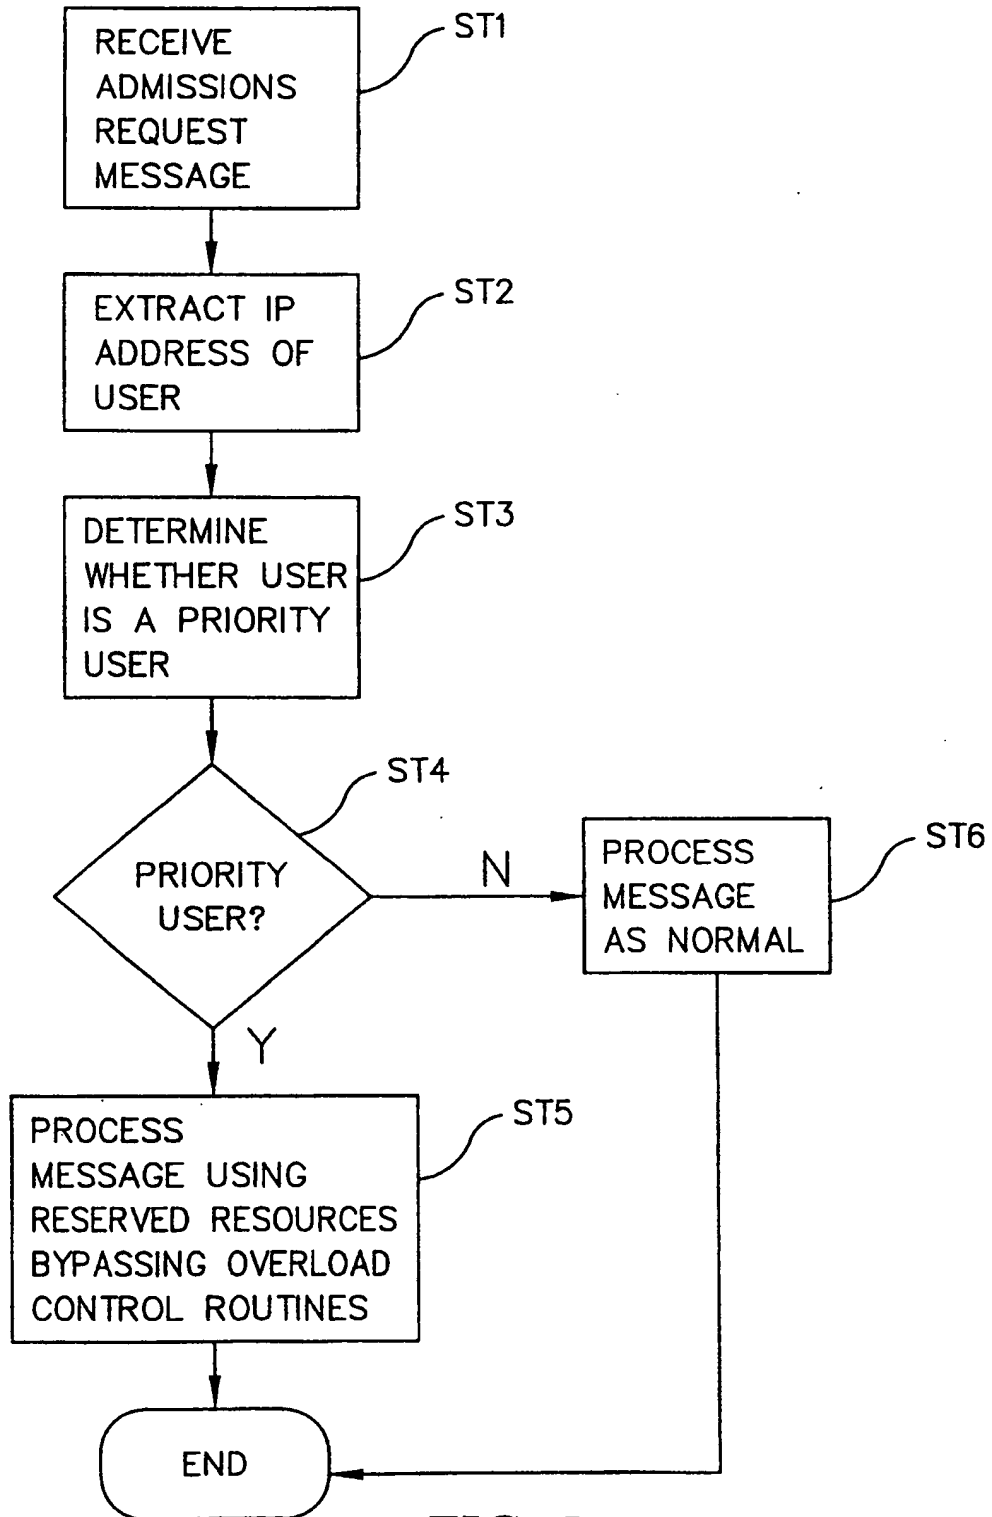 RECEIVE
ADMISSIONS
REQUEST
MESSAGE
ST1
EXTRACT IP
ADDRESS OF
USER
ST2
DETERMINE
WHETHER USER
IS A PRIORITY
USER
ST3
PRIORITY
USER?
ST4
N
Y
PROCESS
MESSAGE
AS NORMAL
ST6
PROCESS
MESSAGE USING
RESERVED RESOURCES
BYPASSING OVERLOAD
CONTROL ROUTINES
ST5
END